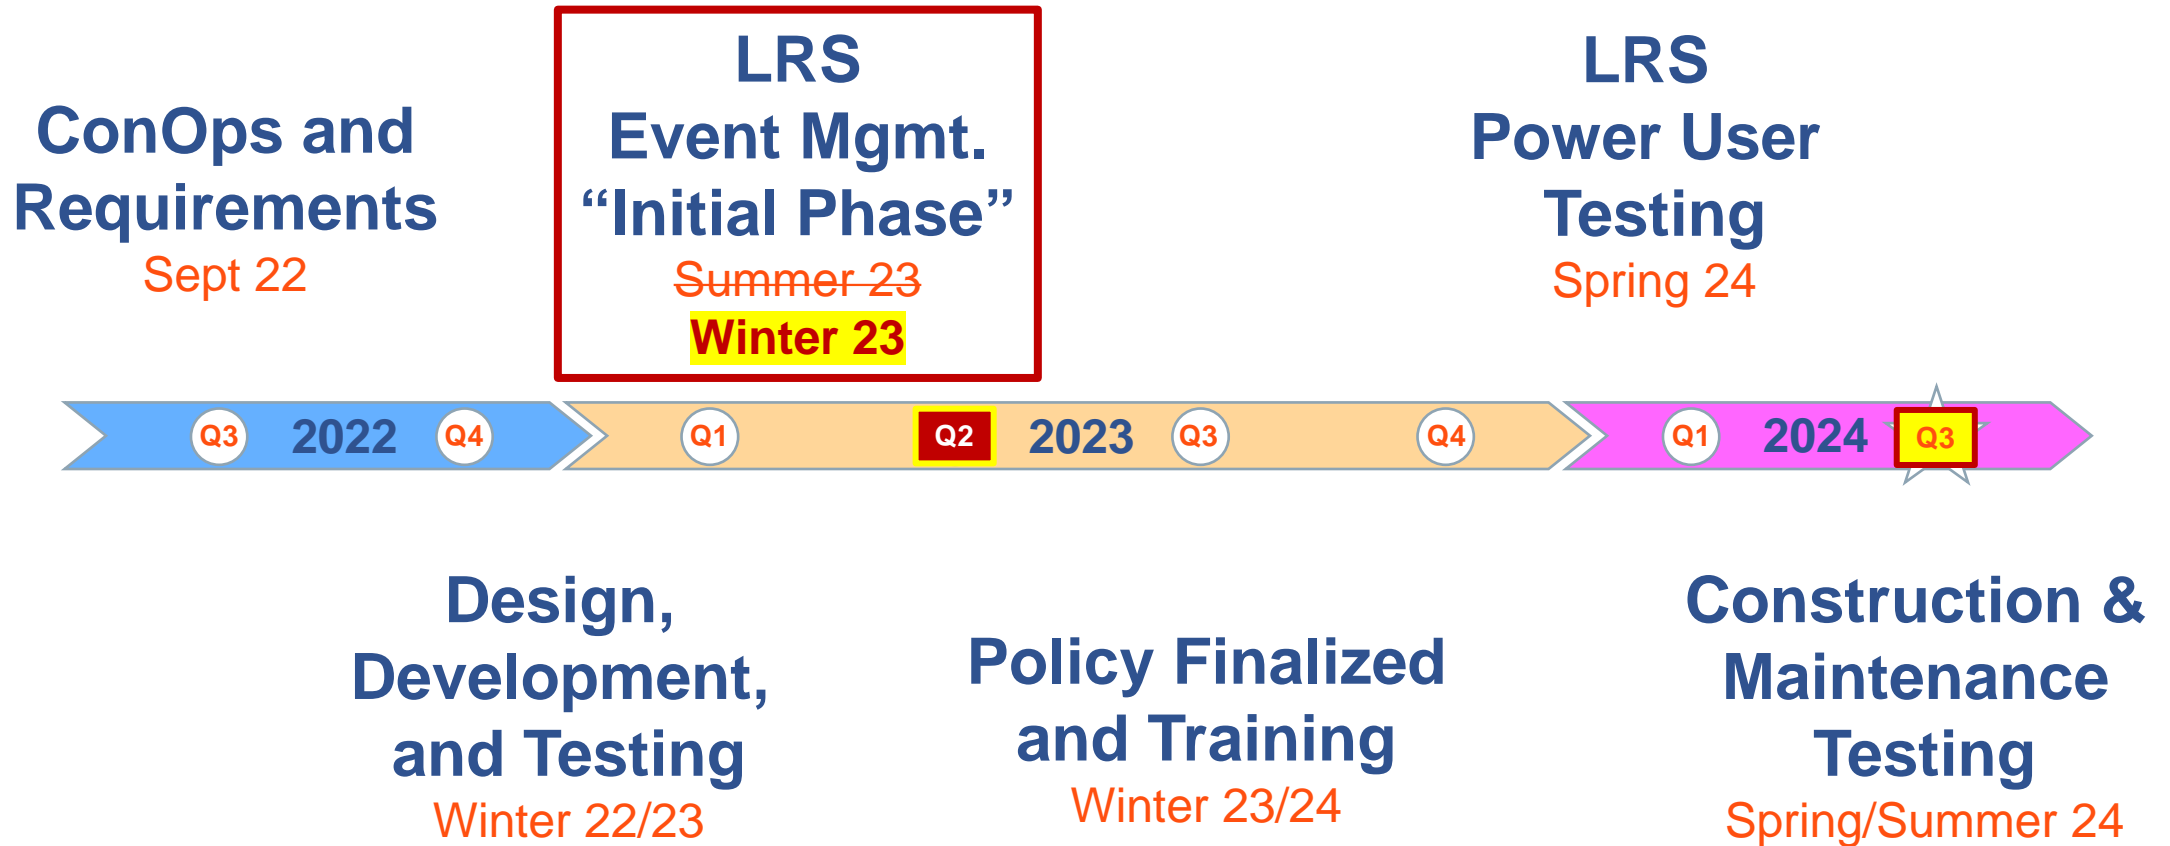 ConOps and
Requirements
Sept 22
LRS
Event Mgmt.
“Initial Phase”
Summer 23
Winter 23
LRS
Power User
Testing
Spring 24
Q3 2022 Q4 Q1 Q2 2023 Q3 Q4 Q1 2024 Q3
Design,
Development,
and Testing
Winter 22/23
Policy Finalized
and Training
Winter 23/24
Construction &
Maintenance
Testing
Spring/Summer 24